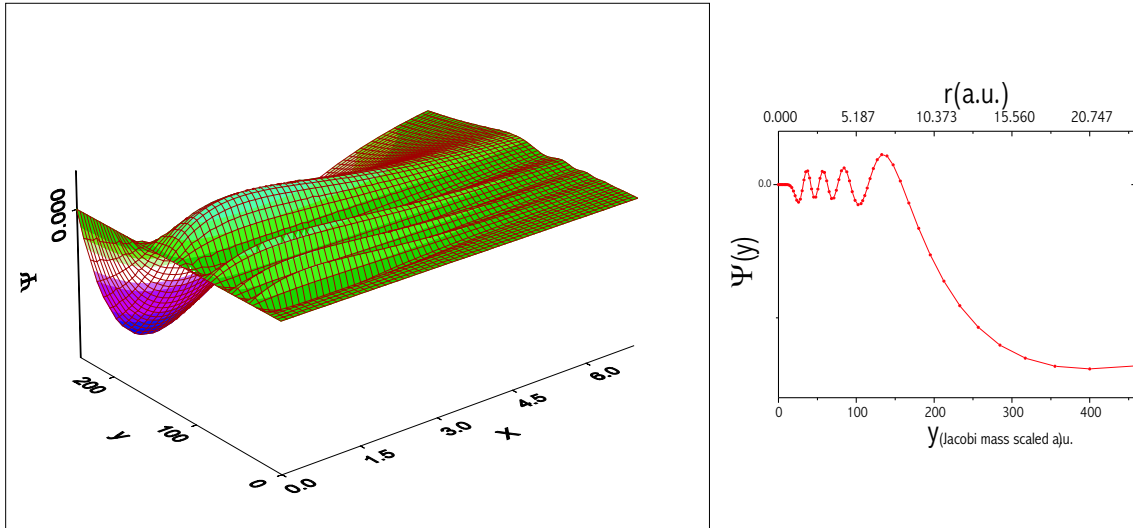 0.000
Ψ
200
y
100
0
0.0
1.5
3.0
X
4.5
6.0
r(a.u.)
0.000 5.187 10.373 15.560 20.747
0.0
Ψ(y)
0 100 200 300 400
y(Jacobi mass scaled a)u.